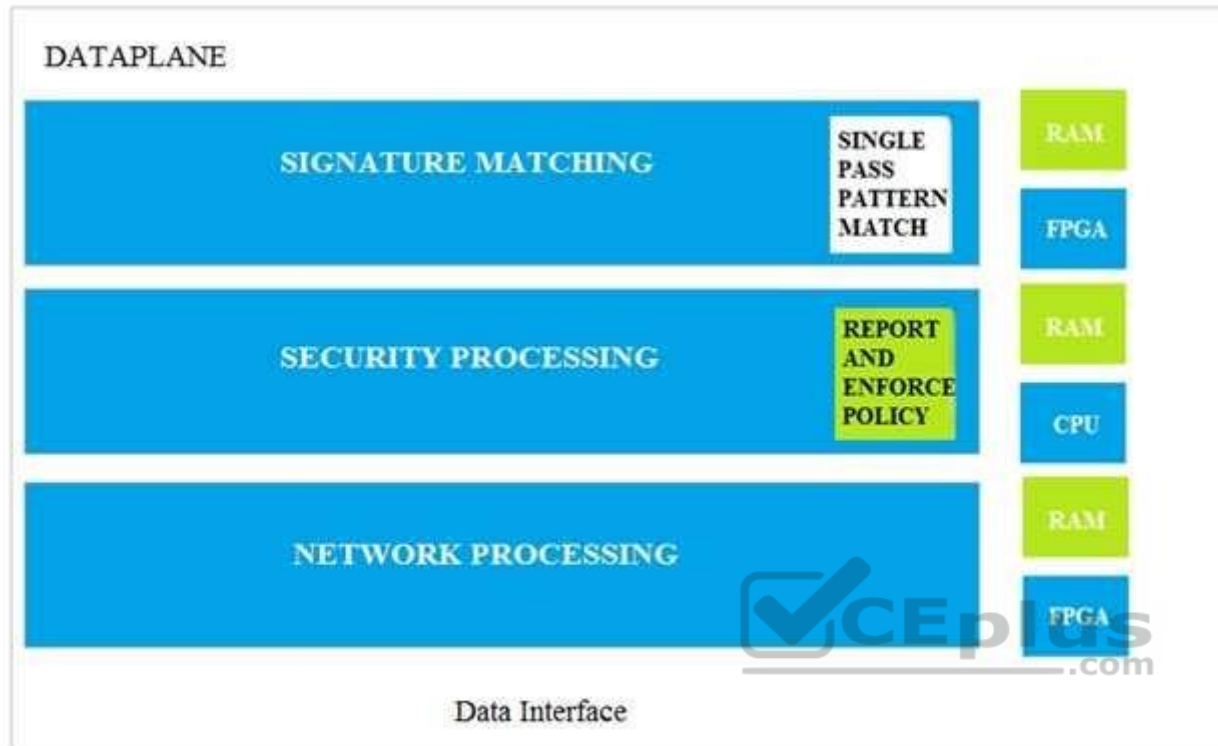 DATAPLANE
SIGNATURE MATCHING
SINGLE
PASS
PATTERN
MATCH
RAM
FPGA
SECURITY PROCESSING
REPORT
AND
ENFORCE
POLICY
RAM
CPU
NETWORK PROCESSING
RAM
FPGA
CEplus
.com
Data Interface